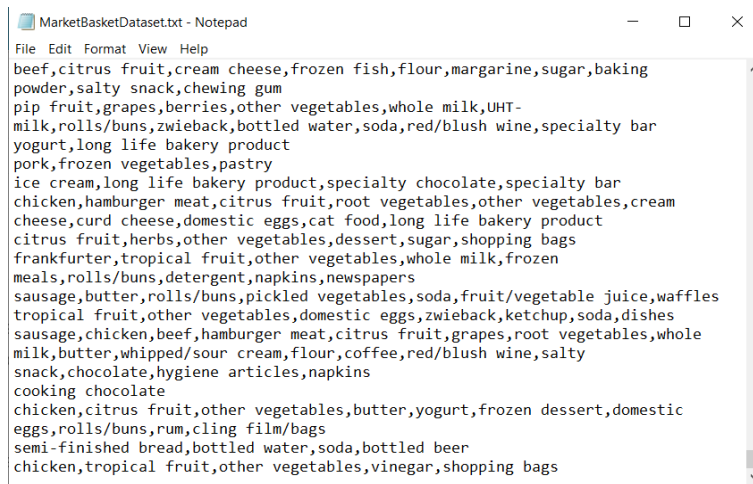 MarketBasketDataset.txt - Notepad
File Edit Format View Help
beef,citrus fruit,cream cheese,frozen fish,flour,margarine,sugar,baking
powder,salty snack,chewing gum
pip fruit,grapes,berries,other vegetables,whole milk,UHT-
milk,rolls/buns,zwieback,bottled water,soda,red/blush wine,specialty bar
yogurt,long life bakery product
pork,frozen vegetables,pastry
ice cream,long life bakery product,specialty chocolate,specialty bar
chicken,hamburger meat,citrus fruit,root vegetables,other vegetables,cream
cheese,curd cheese,domestic eggs,cat food,long life bakery product
citrus fruit,herbs,other vegetables,dessert,sugar,shopping bags
frankfurter,tropical fruit,other vegetables,whole milk,frozen
meals,rolls/buns,detergent,napkins,newspapers
sausage,butter,rolls/buns,pickled vegetables,soda,fruit/vegetable juice,waffles
tropical fruit,other vegetables,domestic eggs,zwieback,ketchup,soda,dishes
sausage,chicken,beef,hamburger meat,citrus fruit,grapes,root vegetables,whole
milk,butter,whipped/sour cream,flour,coffee,red/blush wine,salty
snack,chocolate,hygiene articles,napkins
cooking chocolate
chicken,citrus fruit,other vegetables,butter,yogurt,frozen dessert,domestic
eggs,rolls/buns,rum,cling film/bags
semi-finished bread,bottled water,soda,bottled beer
chicken,tropical fruit,other vegetables,vinegar,shopping bags